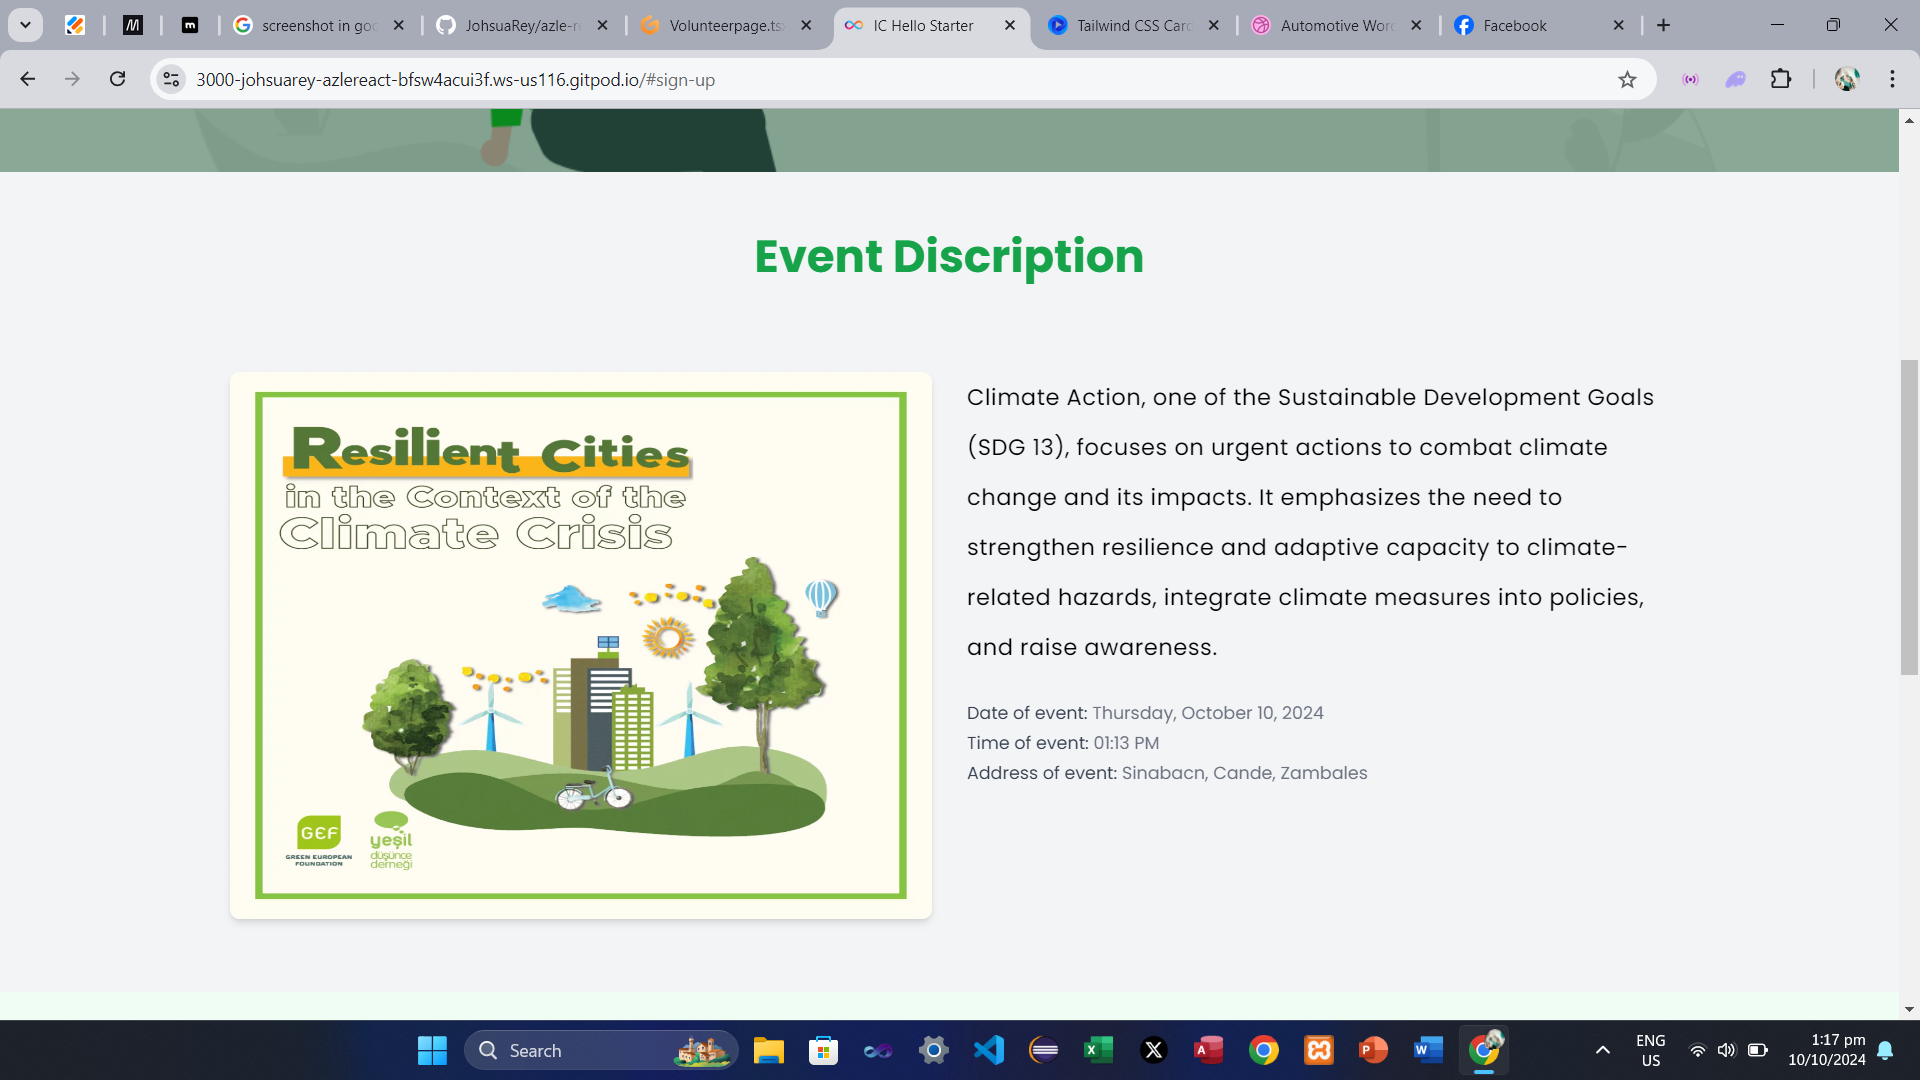 screenshot in goo
JohsuaRey/azle-re
Volunteerpage.tsx
IC Hello Starter
Tailwind CSS Card
Automotive Word
Facebook
3000-johsuarey-azlereact-bfsw4acui3f.ws-us116.gitpod.io/#sign-up
Event Discription
Resilient Cities
in the Context of the
Climate Crisis
GEF
GREEN EUROPEAN
FOUNDATION
yeşil
düşünce
derneği
Climate Action, one of the Sustainable Development Goals
(SDG 13), focuses on urgent actions to combat climate
change and its impacts. It emphasizes the need to
strengthen resilience and adaptive capacity to climate-
related hazards, integrate climate measures into policies,
and raise awareness.
Date of event: Thursday, October 10, 2024
Time of event: 01:13 PM
Address of event: Sinabacn, Cande, Zambales
Search
ENG
US
1:17 pm
10/10/2024